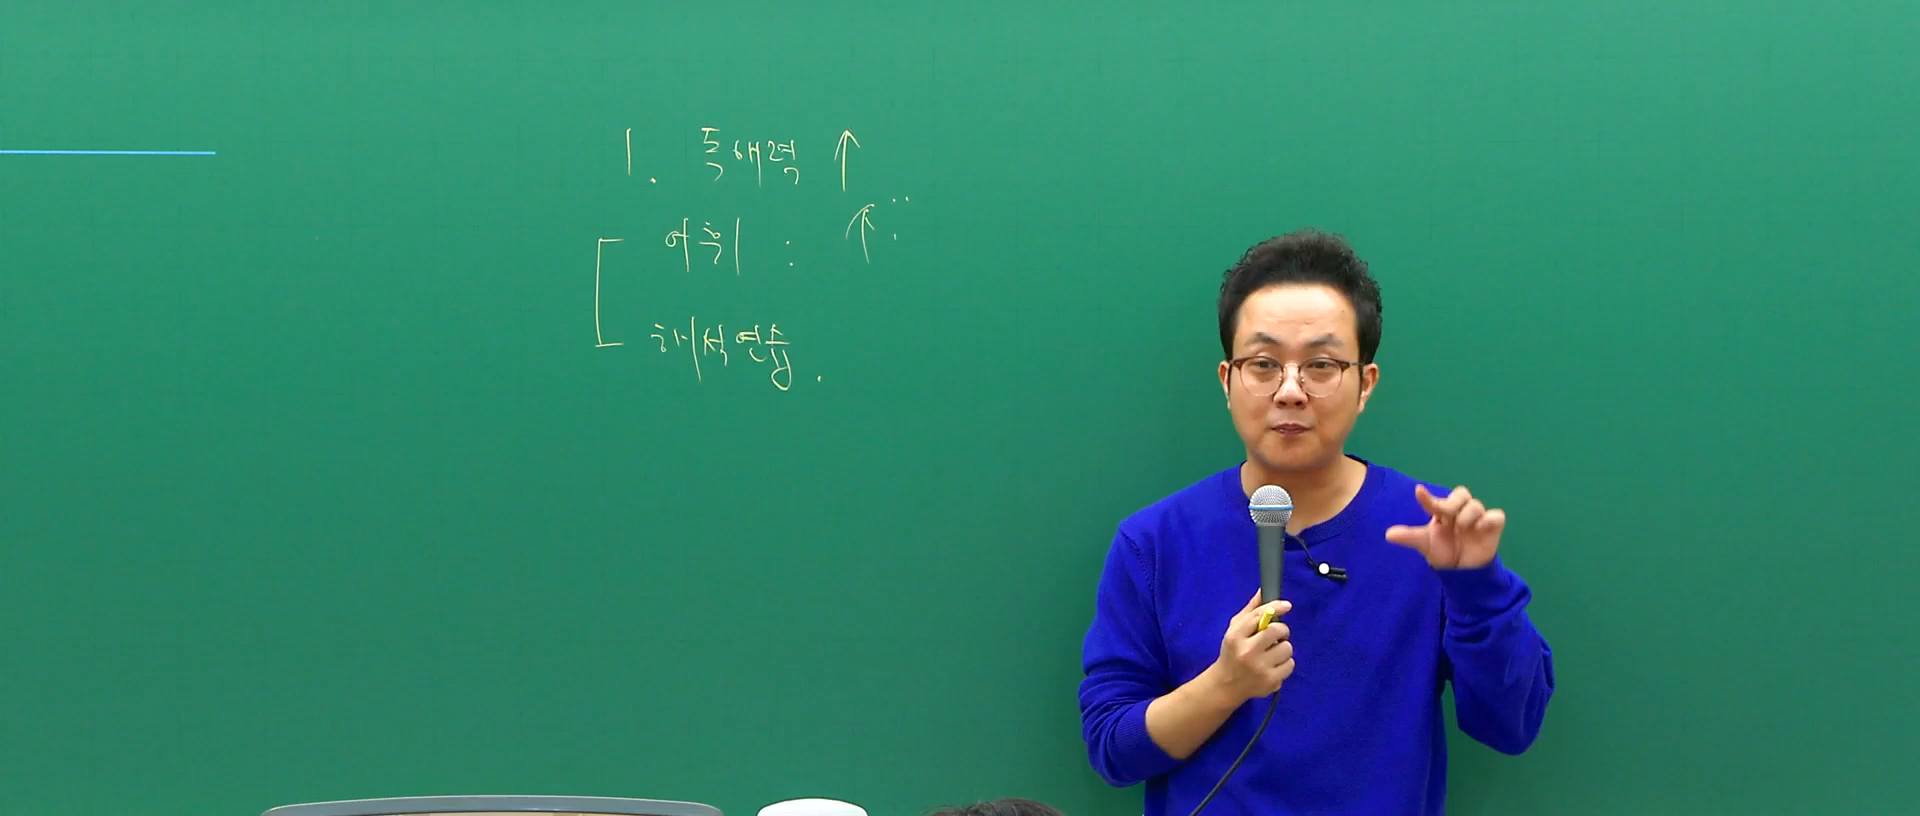 1. 독해력 ↑
어휘 : ↑
해석연습.